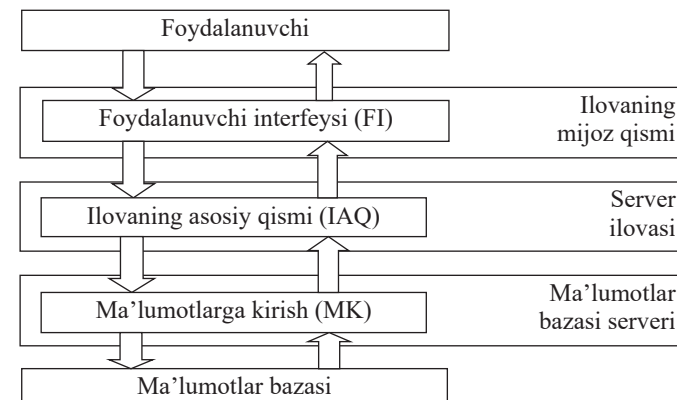 Foydalanuvchi
Foydalanuvchi interfeysi (FI)
Ilovaning
mijoz qismi
Ilovaning asosiy qismi (IAQ)
Server
ilovasi
Ma’lumotlarga kirish (MK)
Ma’lumotlar
bazasi serveri
Ma’lumotlar bazasi